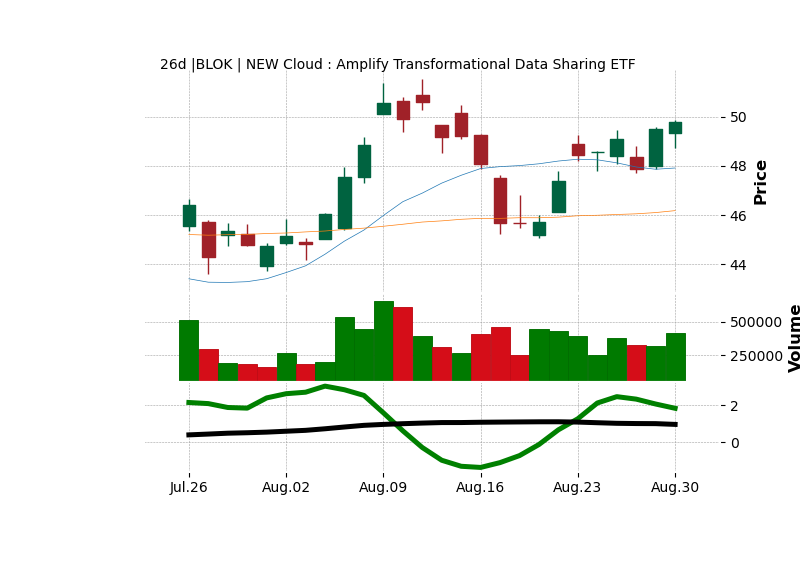 26d |BLOK | NEW Cloud : Amplify Transformational Data Sharing ETF
50
48
46
44
Price
500000
250000
Volume
2
0
Jul.26 Aug.02 Aug.09 Aug.16 Aug.23 Aug.30